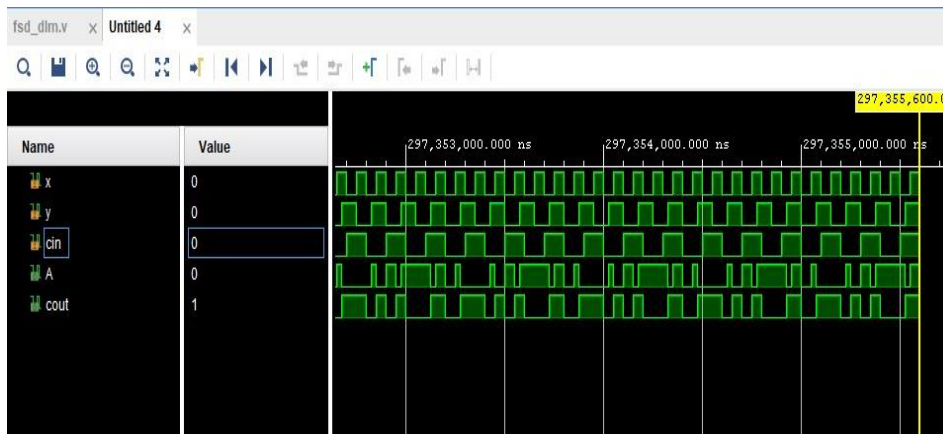 fsd_dlm.v × Untitled 4 ×
297,355,600.
Name Value 297,353,000.000 ns 297,354,000.000 ns 297,355,000.000 ns
x 0
y 0
cin 0
A 0
cout 1